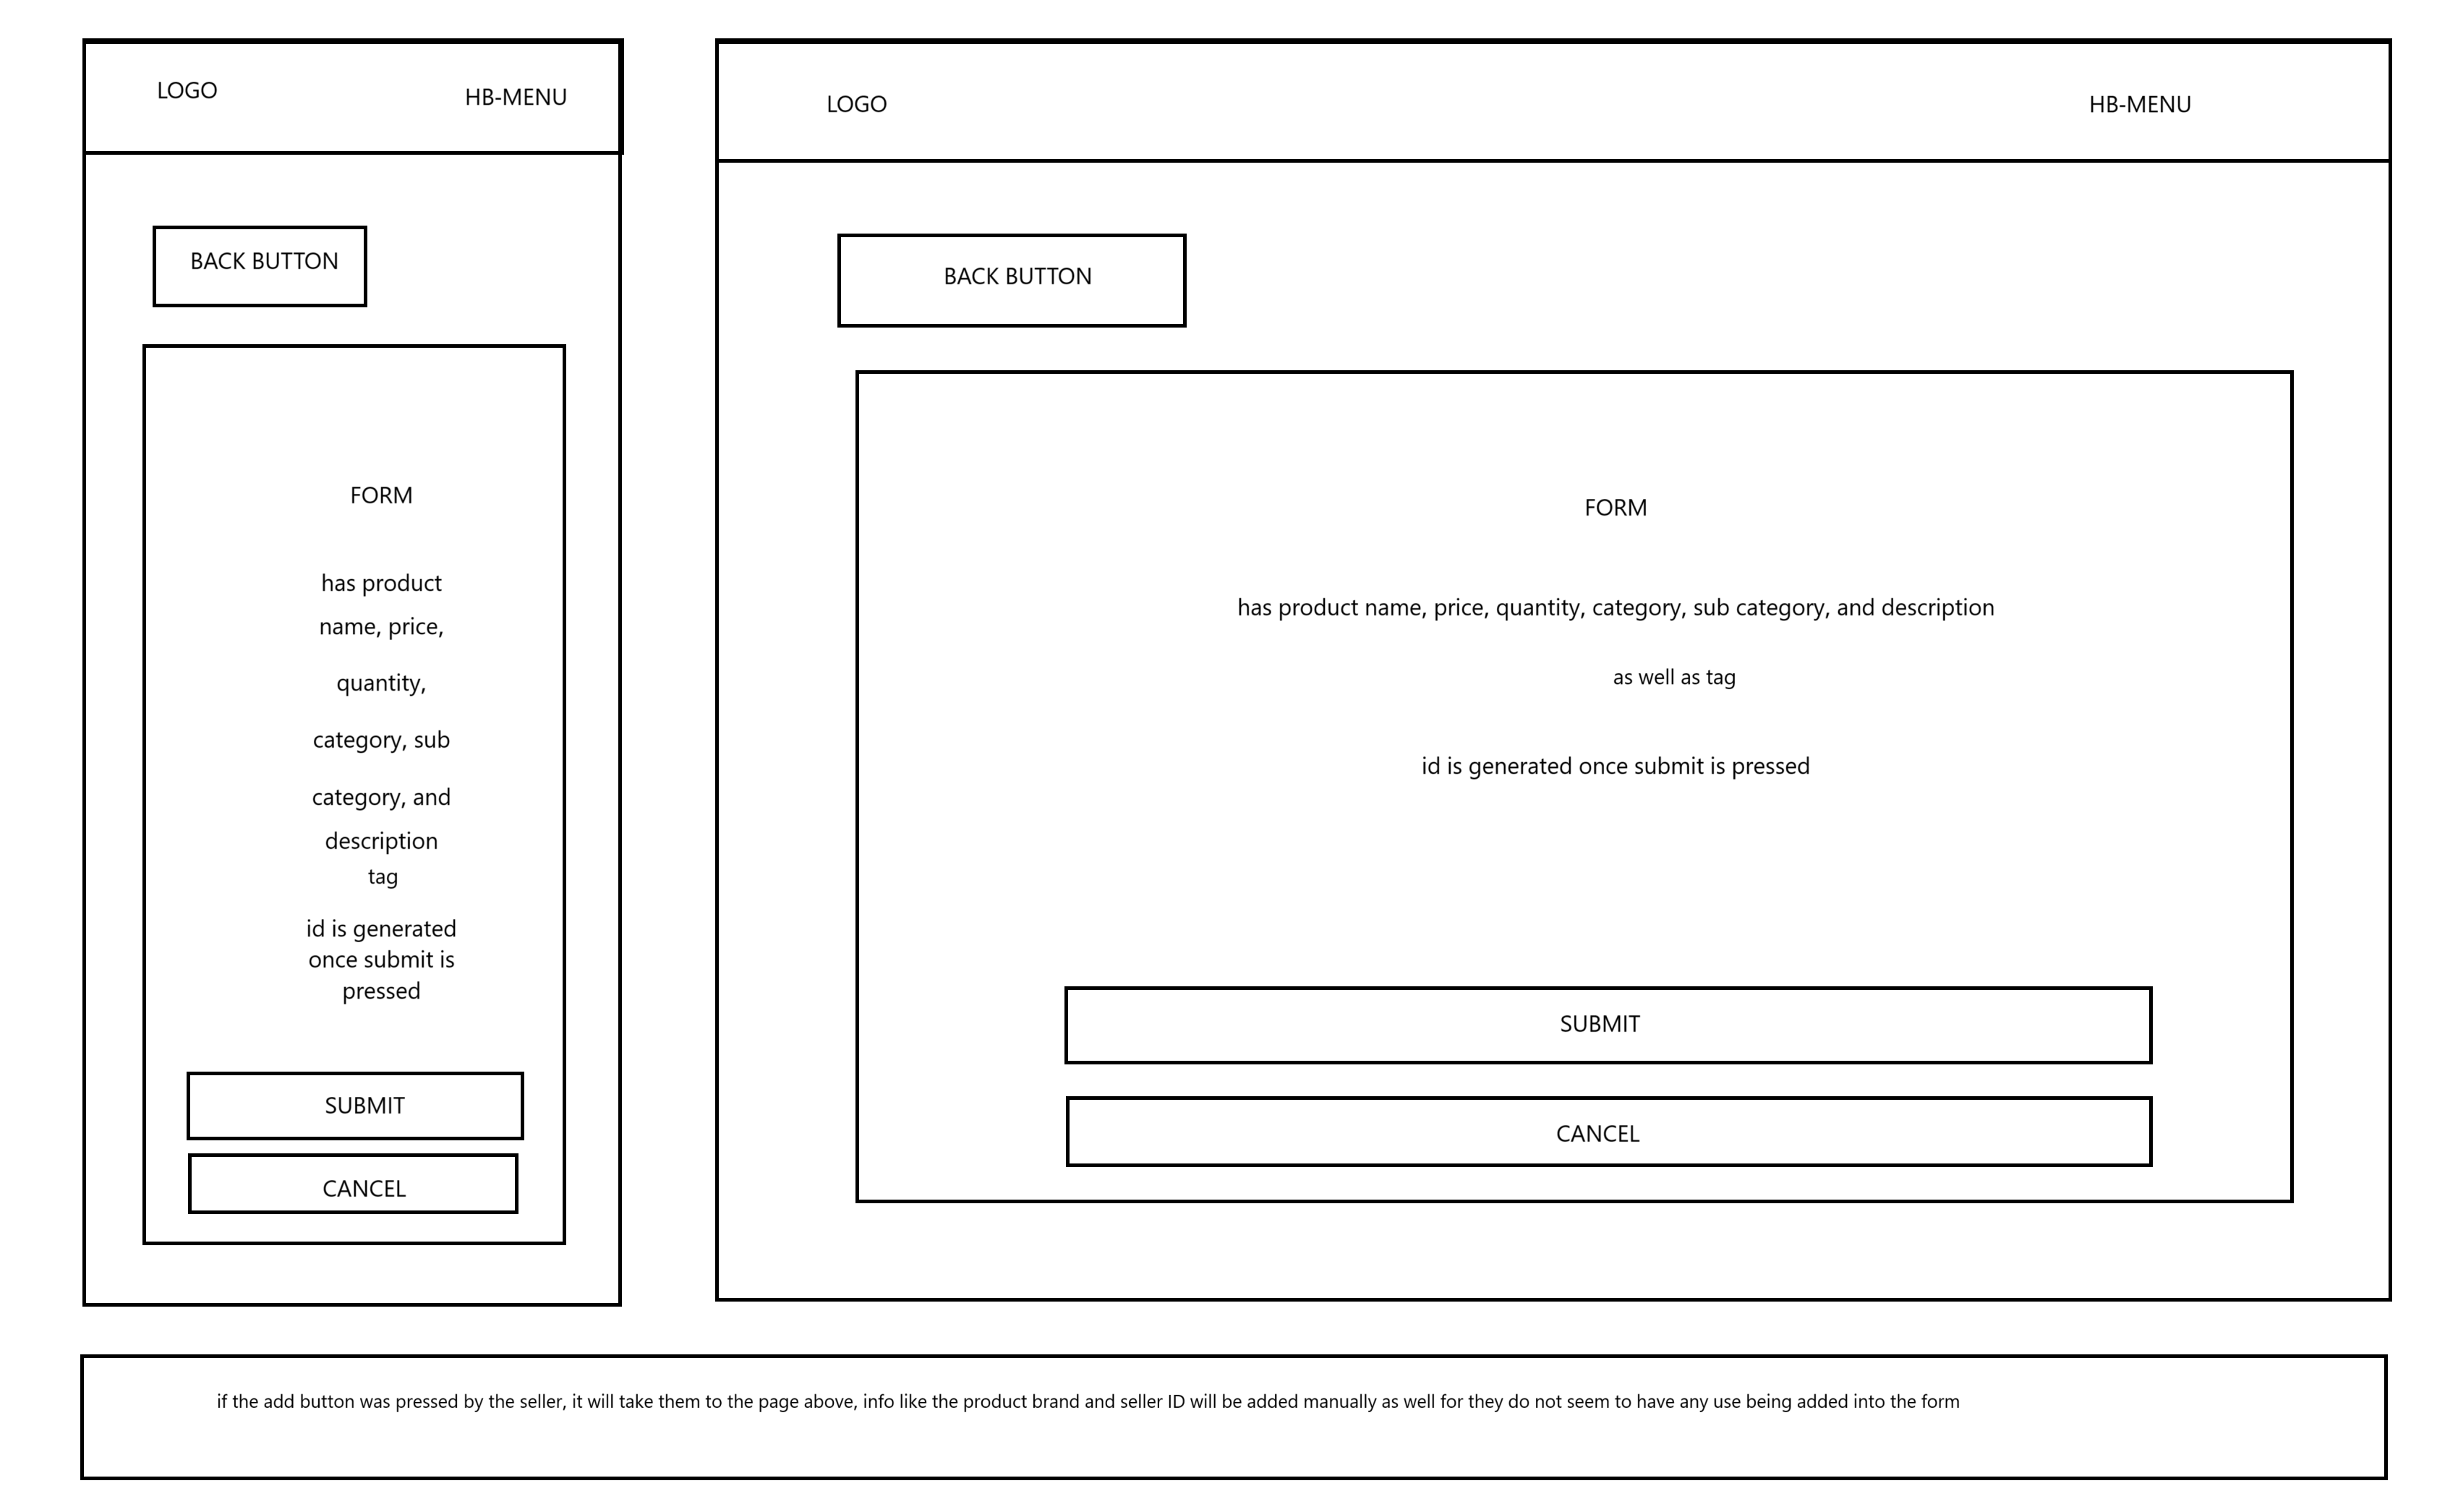 LOGO
HB-MENU
BACK BUTTON
FORM
has product
name, price,
quantity,
category, sub
category, and
description
tag
id is generated
once submit is
pressed
SUBMIT
CANCEL
LOGO
HB-MENU
BACK BUTTON
FORM
has product name, price, quantity, category, sub category, and description
as well as tag
id is generated once submit is pressed
SUBMIT
CANCEL
if the add button was pressed by the seller, it will take them to the page above, info like the product brand and seller ID will be added manually as well for they do not seem to have any use being added into the form